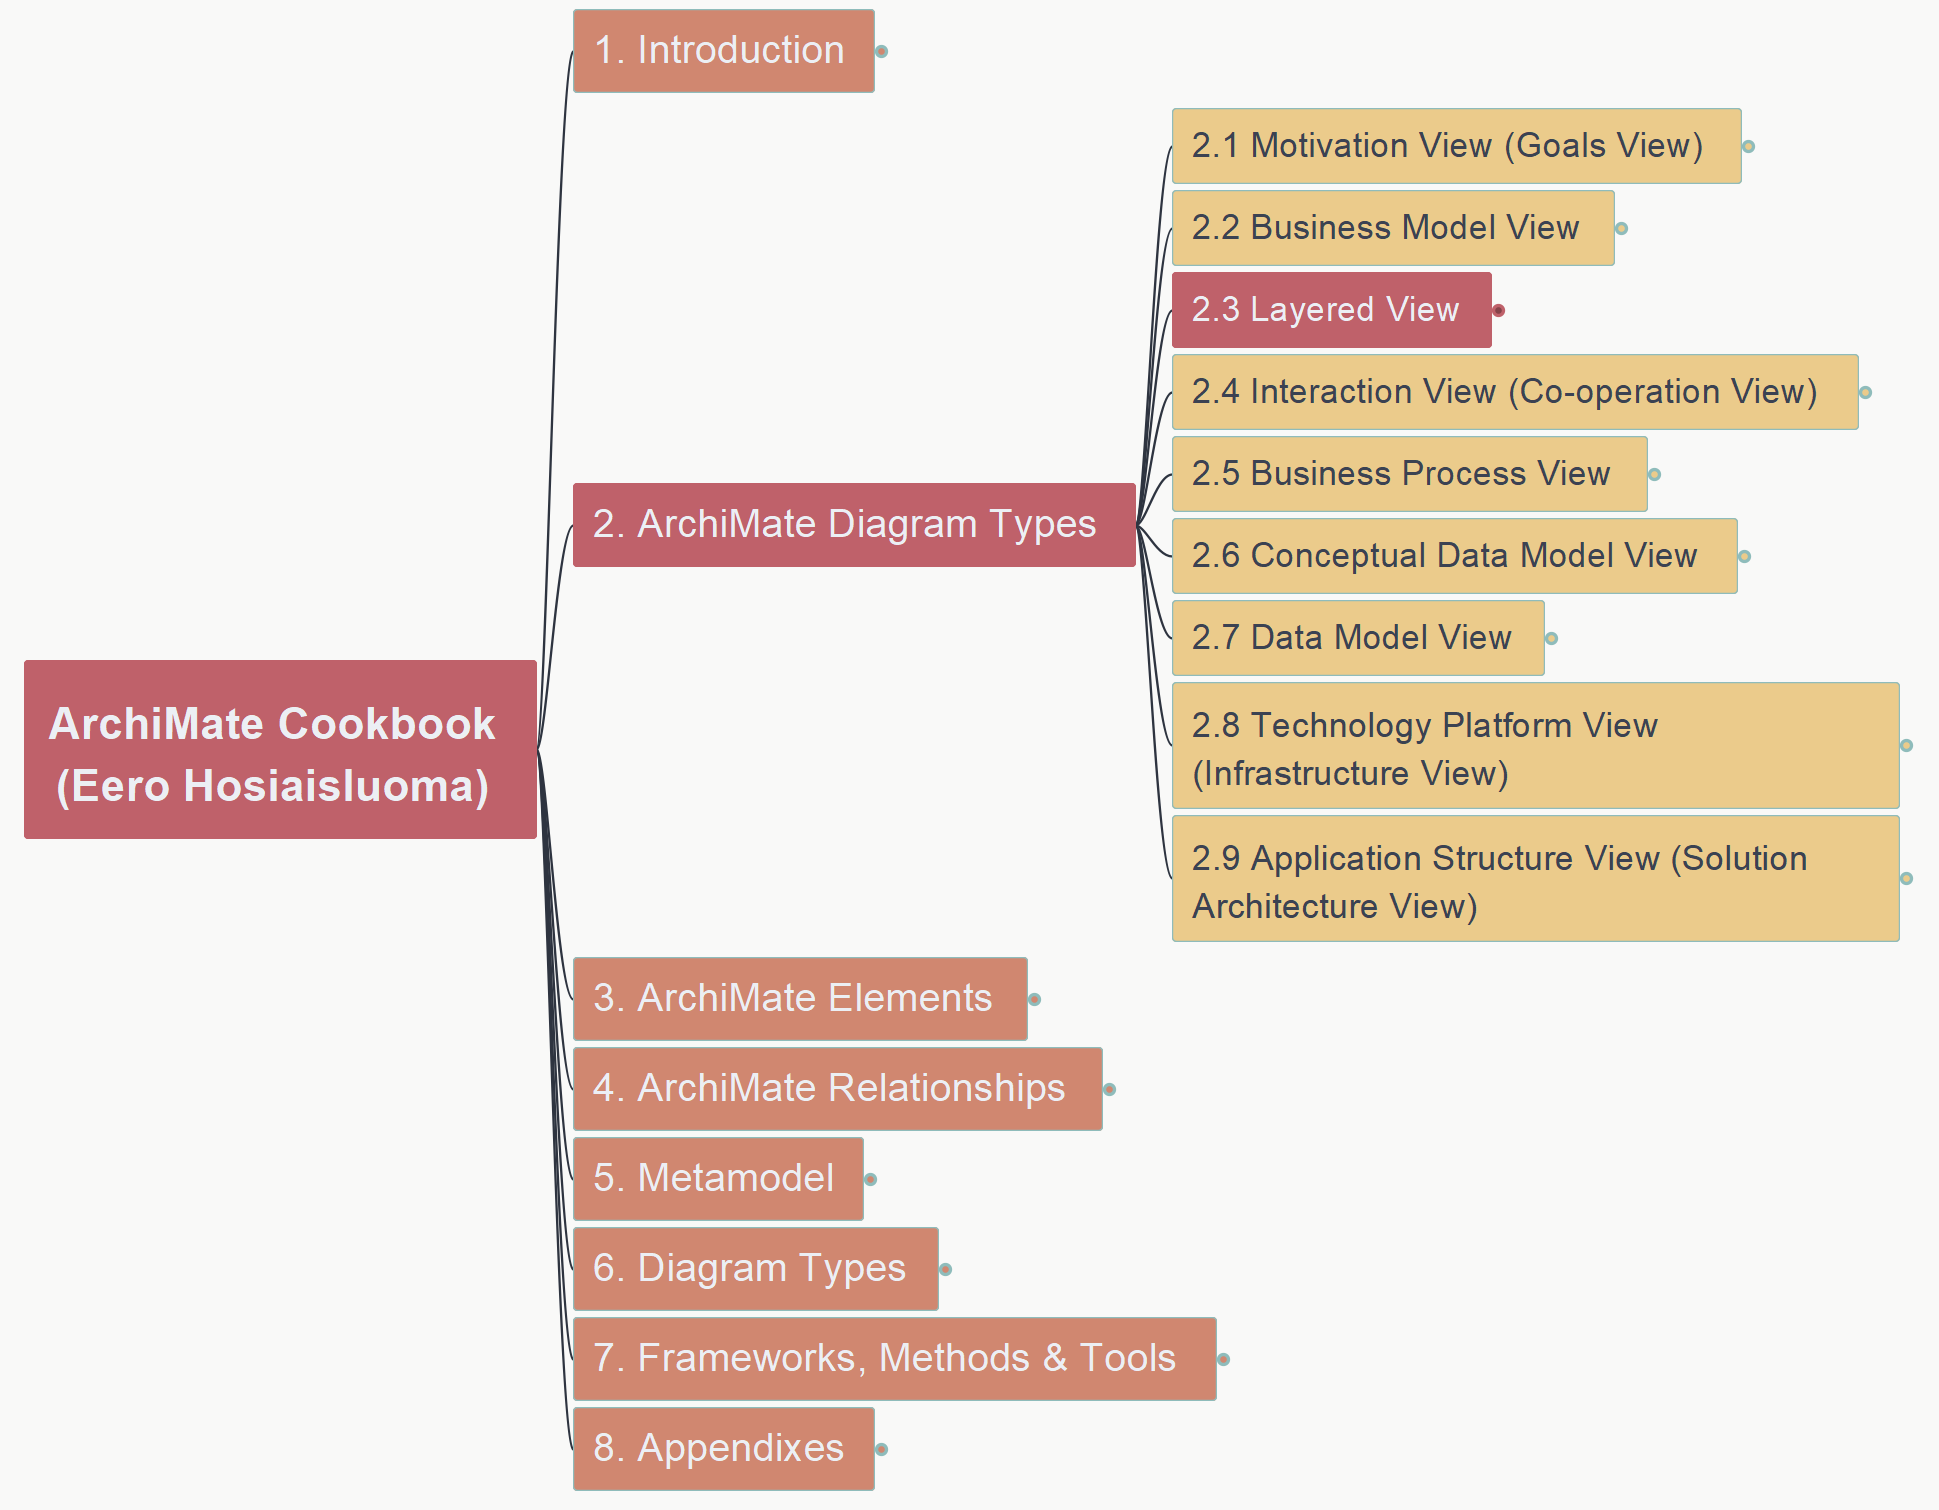 1. Introduction
2.1 Motivation View (Goals View)
2.2 Business Model View
2.3 Layered View
2.4 Interaction View (Co-operation View)
2.5 Business Process View
2. ArchiMate Diagram Types
2.6 Conceptual Data Model View
2.7 Data Model View
2.8 Technology Platform View
(Infrastructure View)
2.9 Application Structure View (Solution
Architecture View)
ArchiMate Cookbook
(Eero Hosiaisluoma)
3. ArchiMate Elements
4. ArchiMate Relationships
5. Metamodel
6. Diagram Types
7. Frameworks, Methods & Tools
8. Appendixes